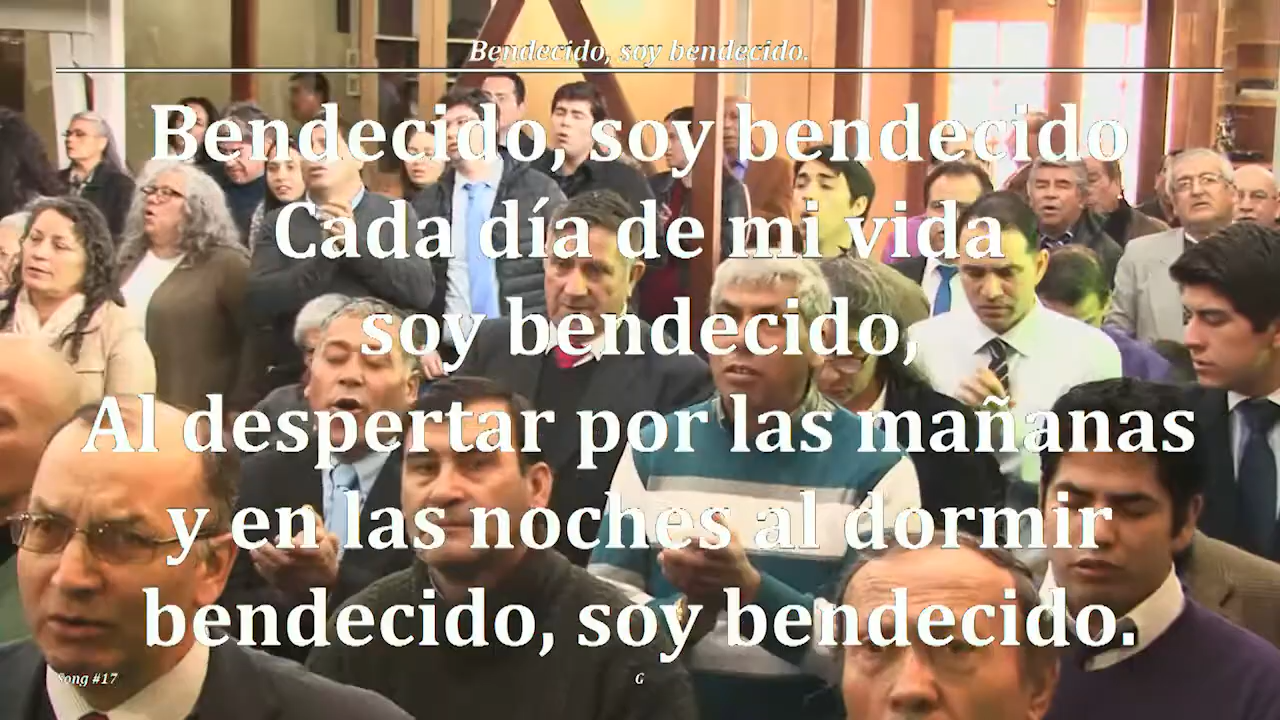 Bendecido, soy bendecido.
Bendecido, soy bendecido
Cada día de mi vida
soy bendecido,
Al despertar por las mañanas
y en las noches al dormir
bendecido, soy bendecido.
Song #17
G